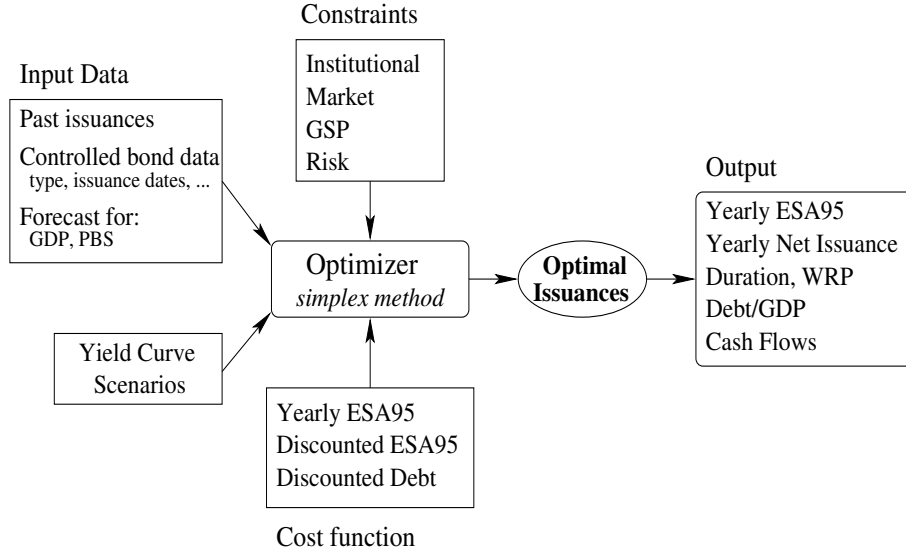 Constraints
Institutional
Market
GSP
Risk
Input Data
Past issuances
Controlled bond data
type, issuance dates, ...
Forecast for:
GDP, PBS
Yield Curve
Scenarios
Optimizer
simplex method
Yearly ESA95
Discounted ESA95
Discounted Debt
Cost function
Optimal
Issuances
Output
Yearly ESA95
Yearly Net Issuance
Duration, WRP
Debt/GDP
Cash Flows